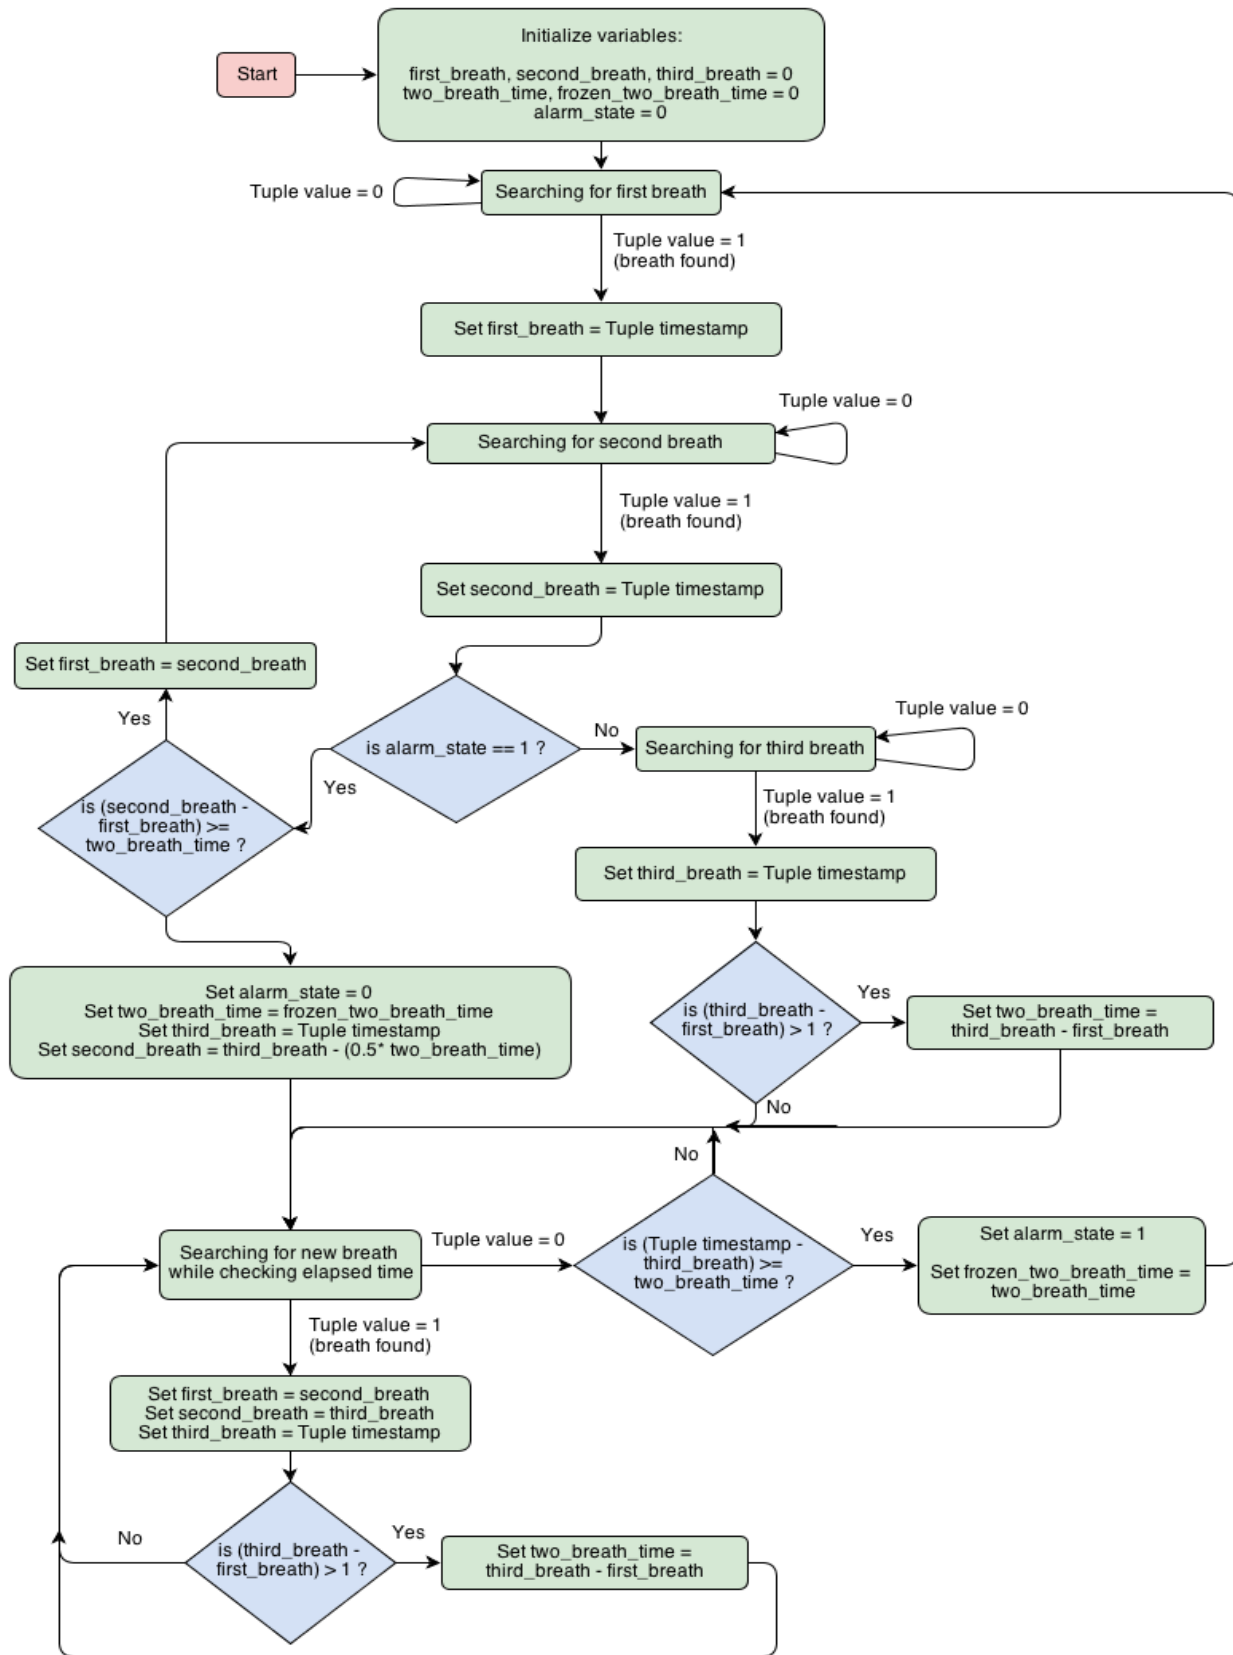 Initialize variables:
Start
first_breath, second_breath, third_breath = 0
two_breath_time, frozen_two_breath_time = 0
alarm_state = 0
Tuple value = 0
Searching for first breath
Tuple value = 1
(breath found)
Set first_breath = Tuple timestamp
Tuple value = 0
Searching for second breath
Tuple value = 1
(breath found)
Set second_breath = Tuple timestamp
Set first_breath = second_breath
Yes
is alarm_state == 1 ?
No
Searching for third breath
Tuple value = 0
Yes
is (second_breath -
first_breath) >=
two_breath_time ?
Tuple value = 1
(breath found)
Set third_breath = Tuple timestamp
Set alarm_state = 0
Set two_breath_time = frozen_two_breath_time
Set third_breath = Tuple timestamp
Set second_breath = third_breath - (0.5* two_breath_time)
is (third_breath -
first_breath) > 1 ?
Yes
Set two_breath_time =
third_breath - first_breath
No
No
Searching for new breath
while checking elapsed time
Tuple value = 0
is (Tuple timestamp -
third_breath) >=
two_breath_time ?
Yes
Set alarm_state = 1
Set frozen_two_breath_time =
two_breath_time
Tuple value = 1
(breath found)
Set first_breath = second_breath
Set second_breath = third_breath
Set third_breath = Tuple timestamp
No
is (third_breath -
first_breath) > 1 ?
Yes
Set two_breath_time =
third_breath - first_breath